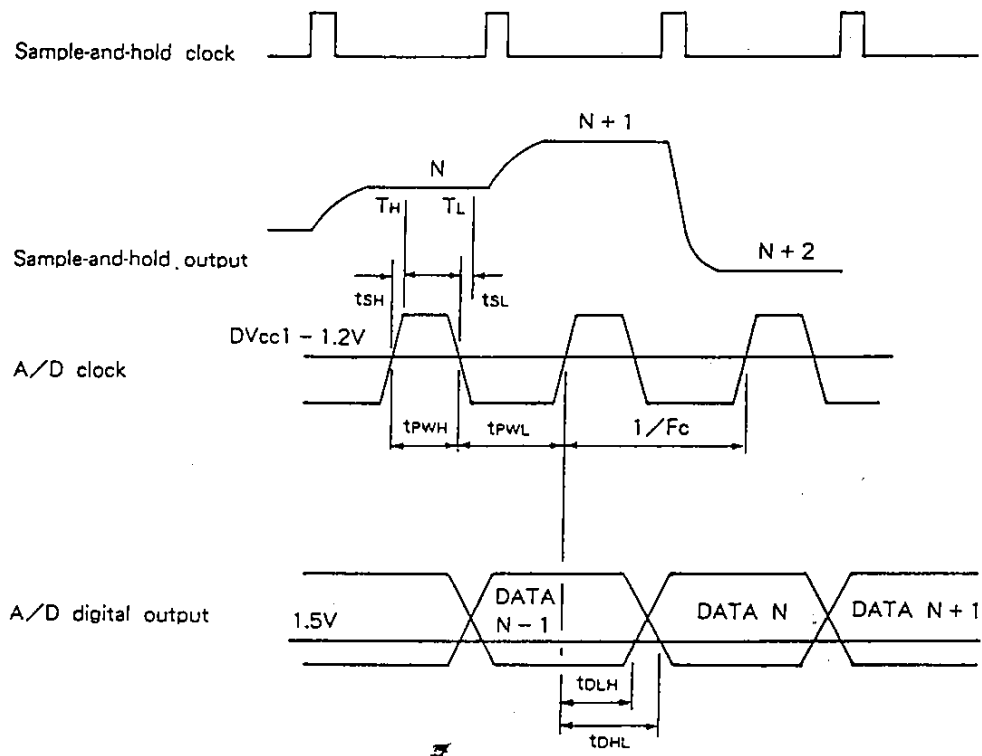 Sample-and-hold clock
N + 1
N
TH TL
Sample-and-hold output
N + 2
tSH tSL
DVcc1 - 1.2V
A/D clock
tPWH tPWL 1/Fc
A/D digital output
1.5V
DATA
N - 1
DATA N
DATA N + 1
tDLH
tDHL